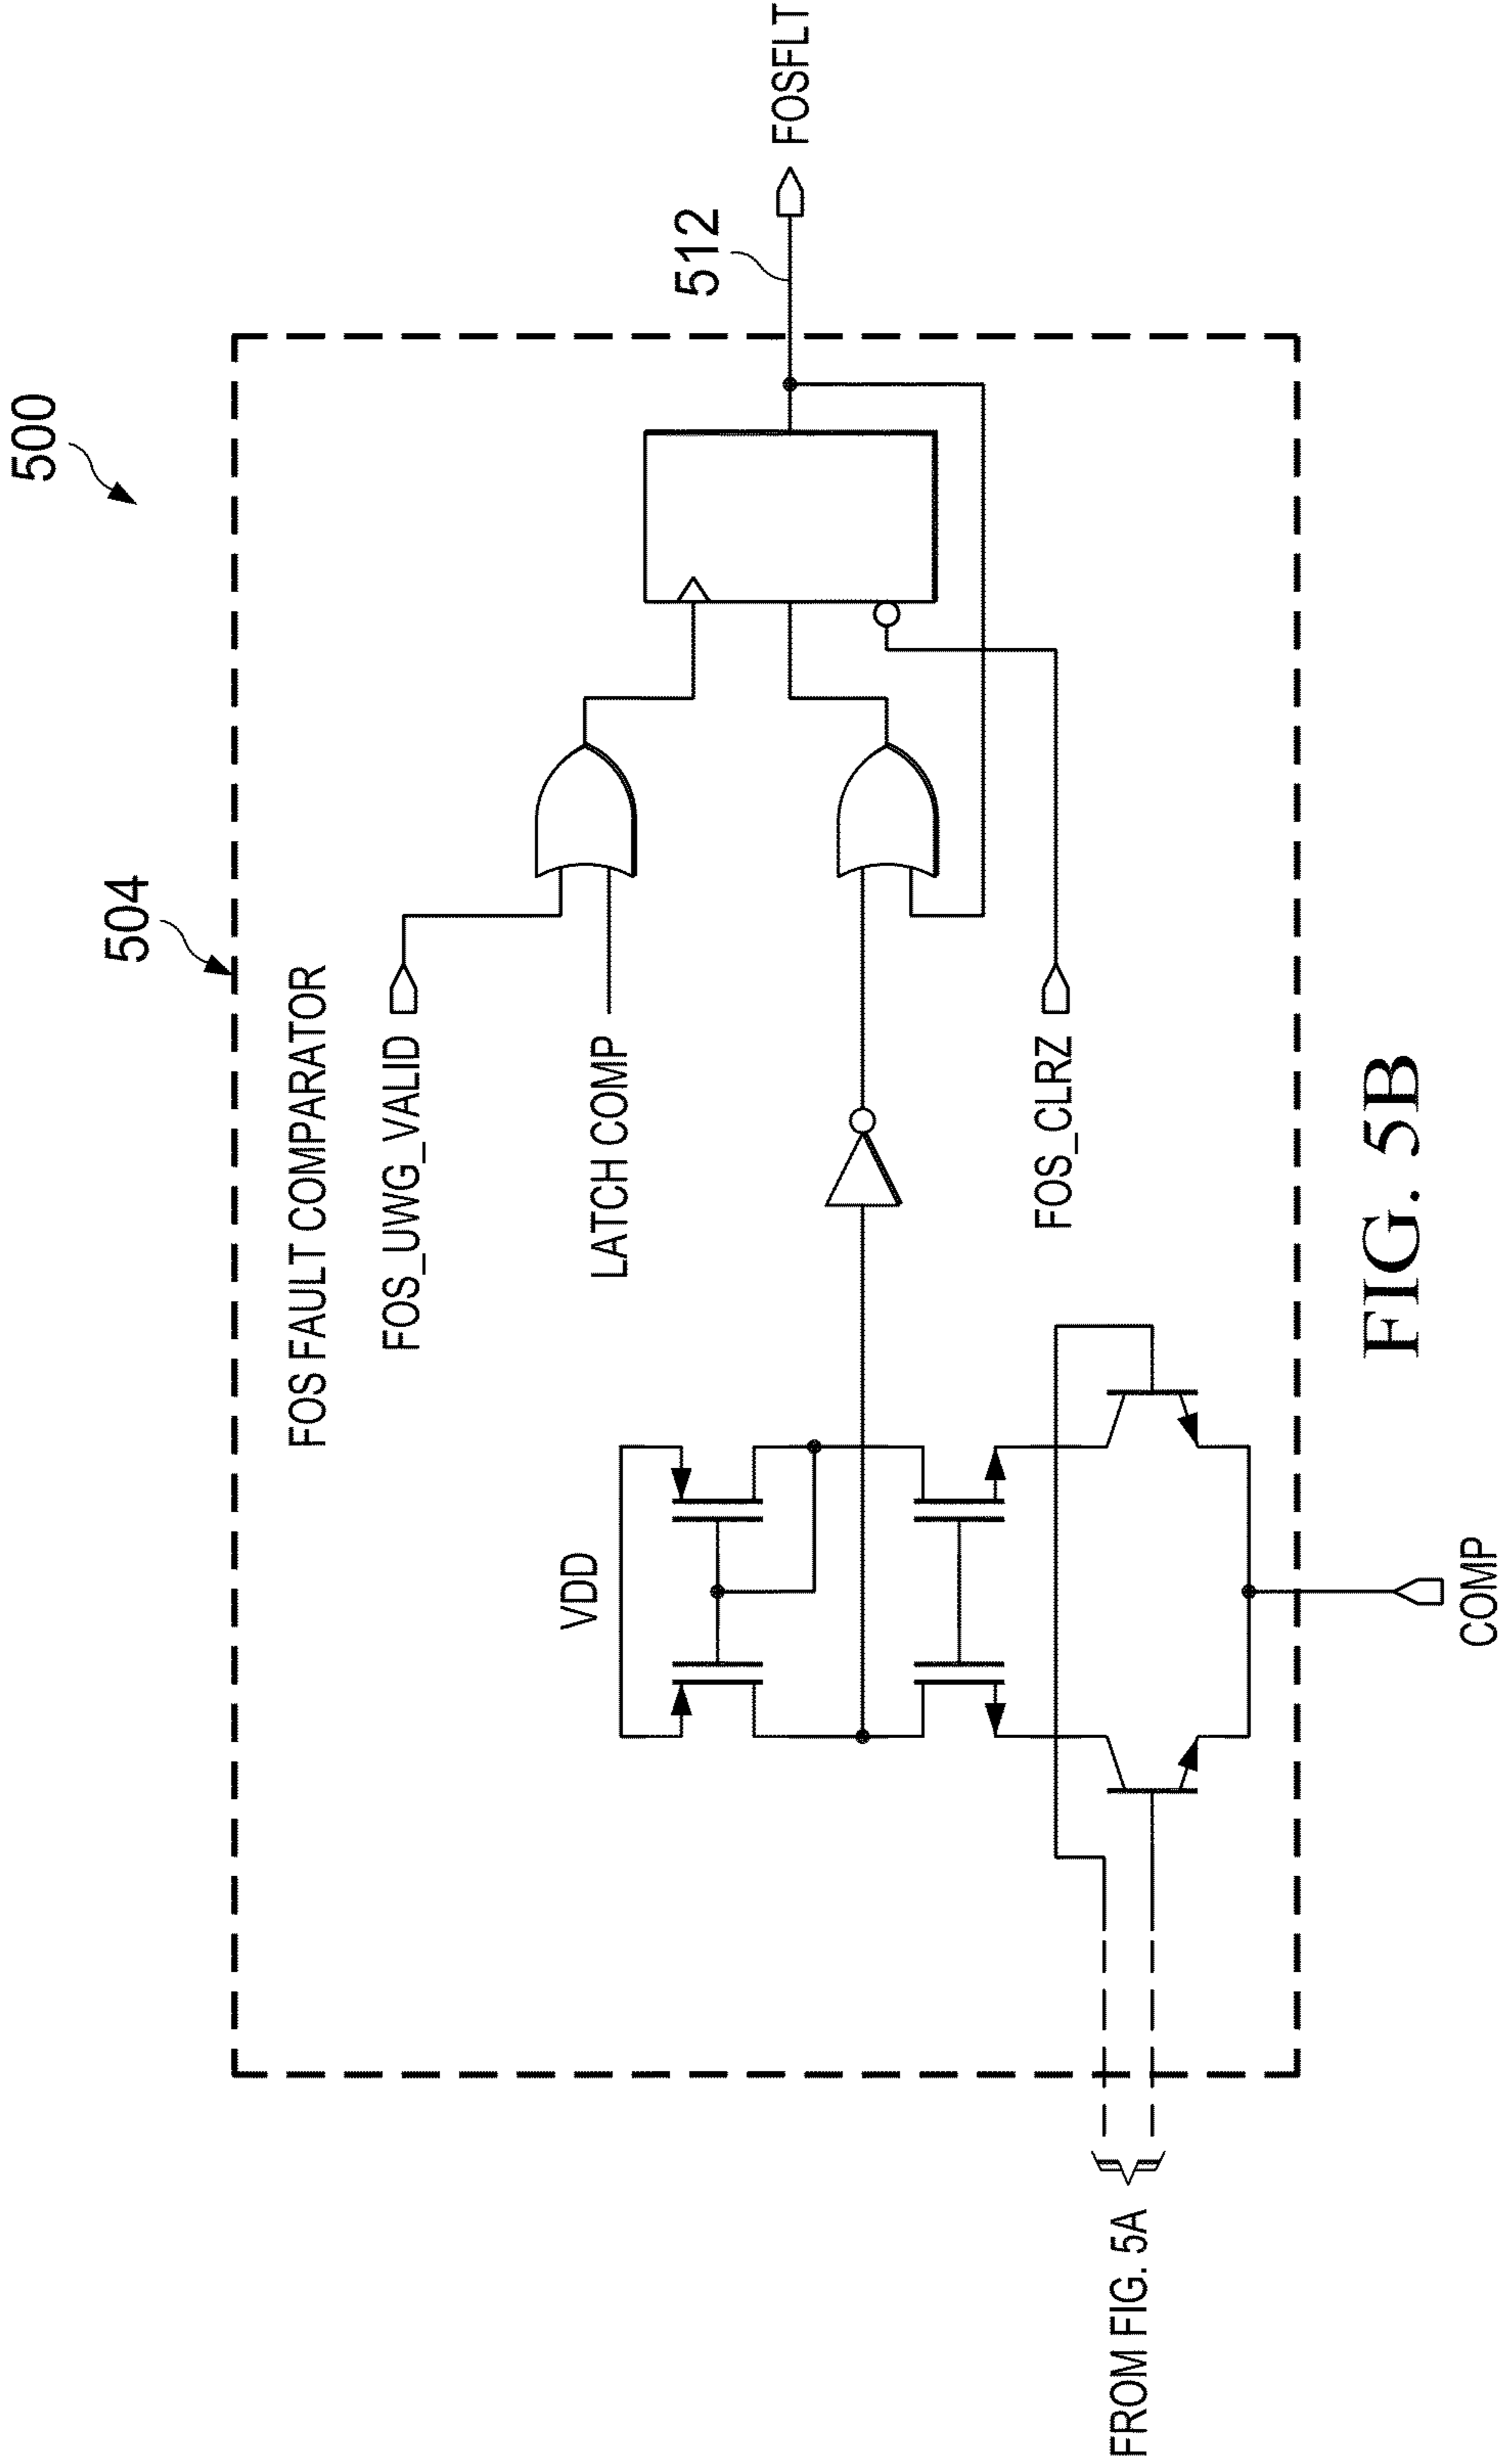 500
504
FOS FAULT COMPARATOR
FOS_UWG_VALID
LATCH COMP
VDD
512
FOSFLT
FOS_CLRZ
FROM FIG. 5A
COMP
FIG. 5B